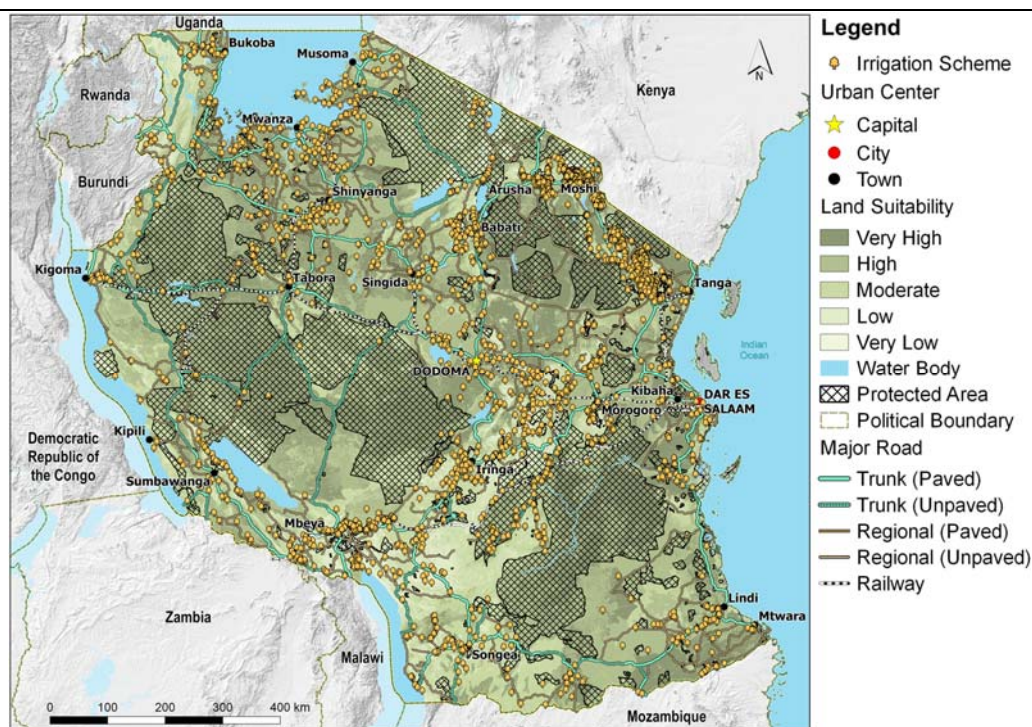 Uganda
Bukoba
Musoma
Rwanda
Kenya
Mwanza
Burundi
Shinyanga
Arusha
Moshi
Babati
Kigoma
Tabora
Singida
Tanga
Indian
Ocean
DODOMA
Kibaha
DAR ES
SALAAM
Morogoro
Democratic
Republic of
the Congo
Kipili
Iringa
Sumbawanga
Mbeya
Lindi
Mtwara
Zambia
Malawi
Songea
Mozambique
0 100 200 300 400 km
N
Legend
Irrigation Scheme
Urban Center
Capital
City
Town
Land Suitability
Very High
High
Moderate
Low
Very Low
Water Body
Protected Area
Political Boundary
Major Road
Trunk (Paved)
Trunk (Unpaved)
Regional (Paved)
Regional (Unpaved)
Railway